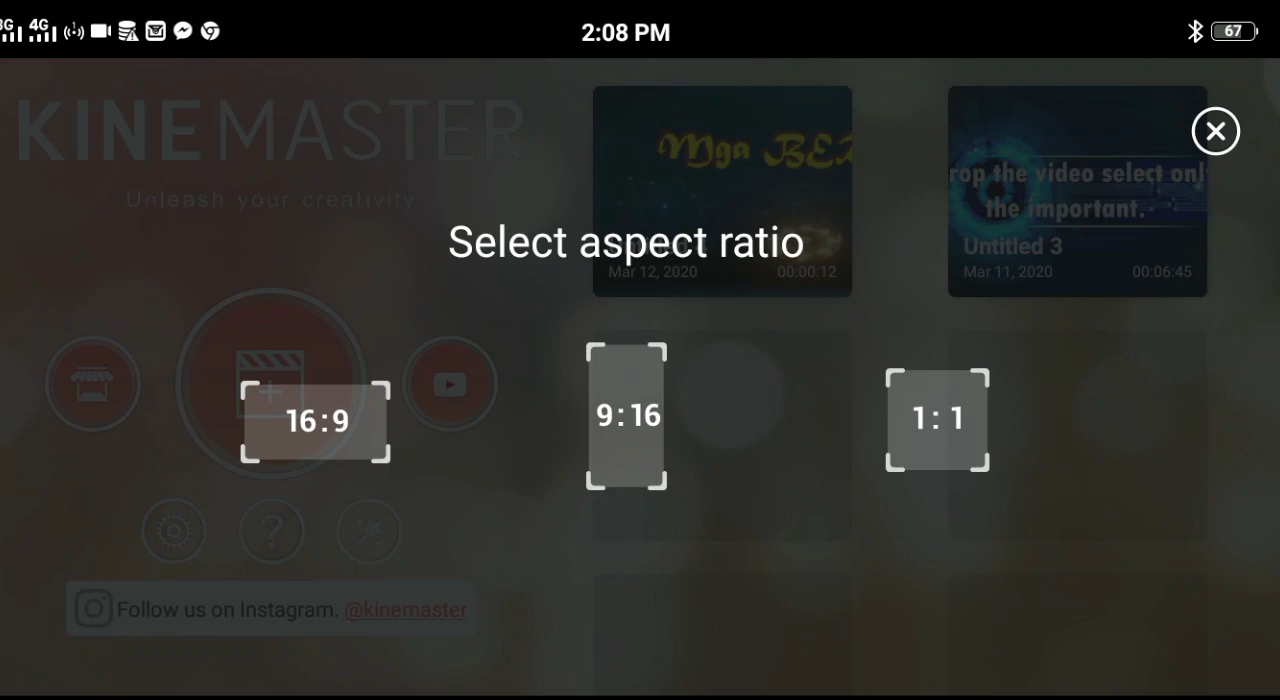 3G 4G 2:08 PM 67
KINEMASTER
Unleash your creativity
Mga
Mar 12, 2020 00:00:12
rop the video select onl
the important.
Untitled 3
Mar 11, 2020 00:06:45
Select aspect ratio
16:9 9:16 1:1
?
Follow us on Instagram. @kinemaster